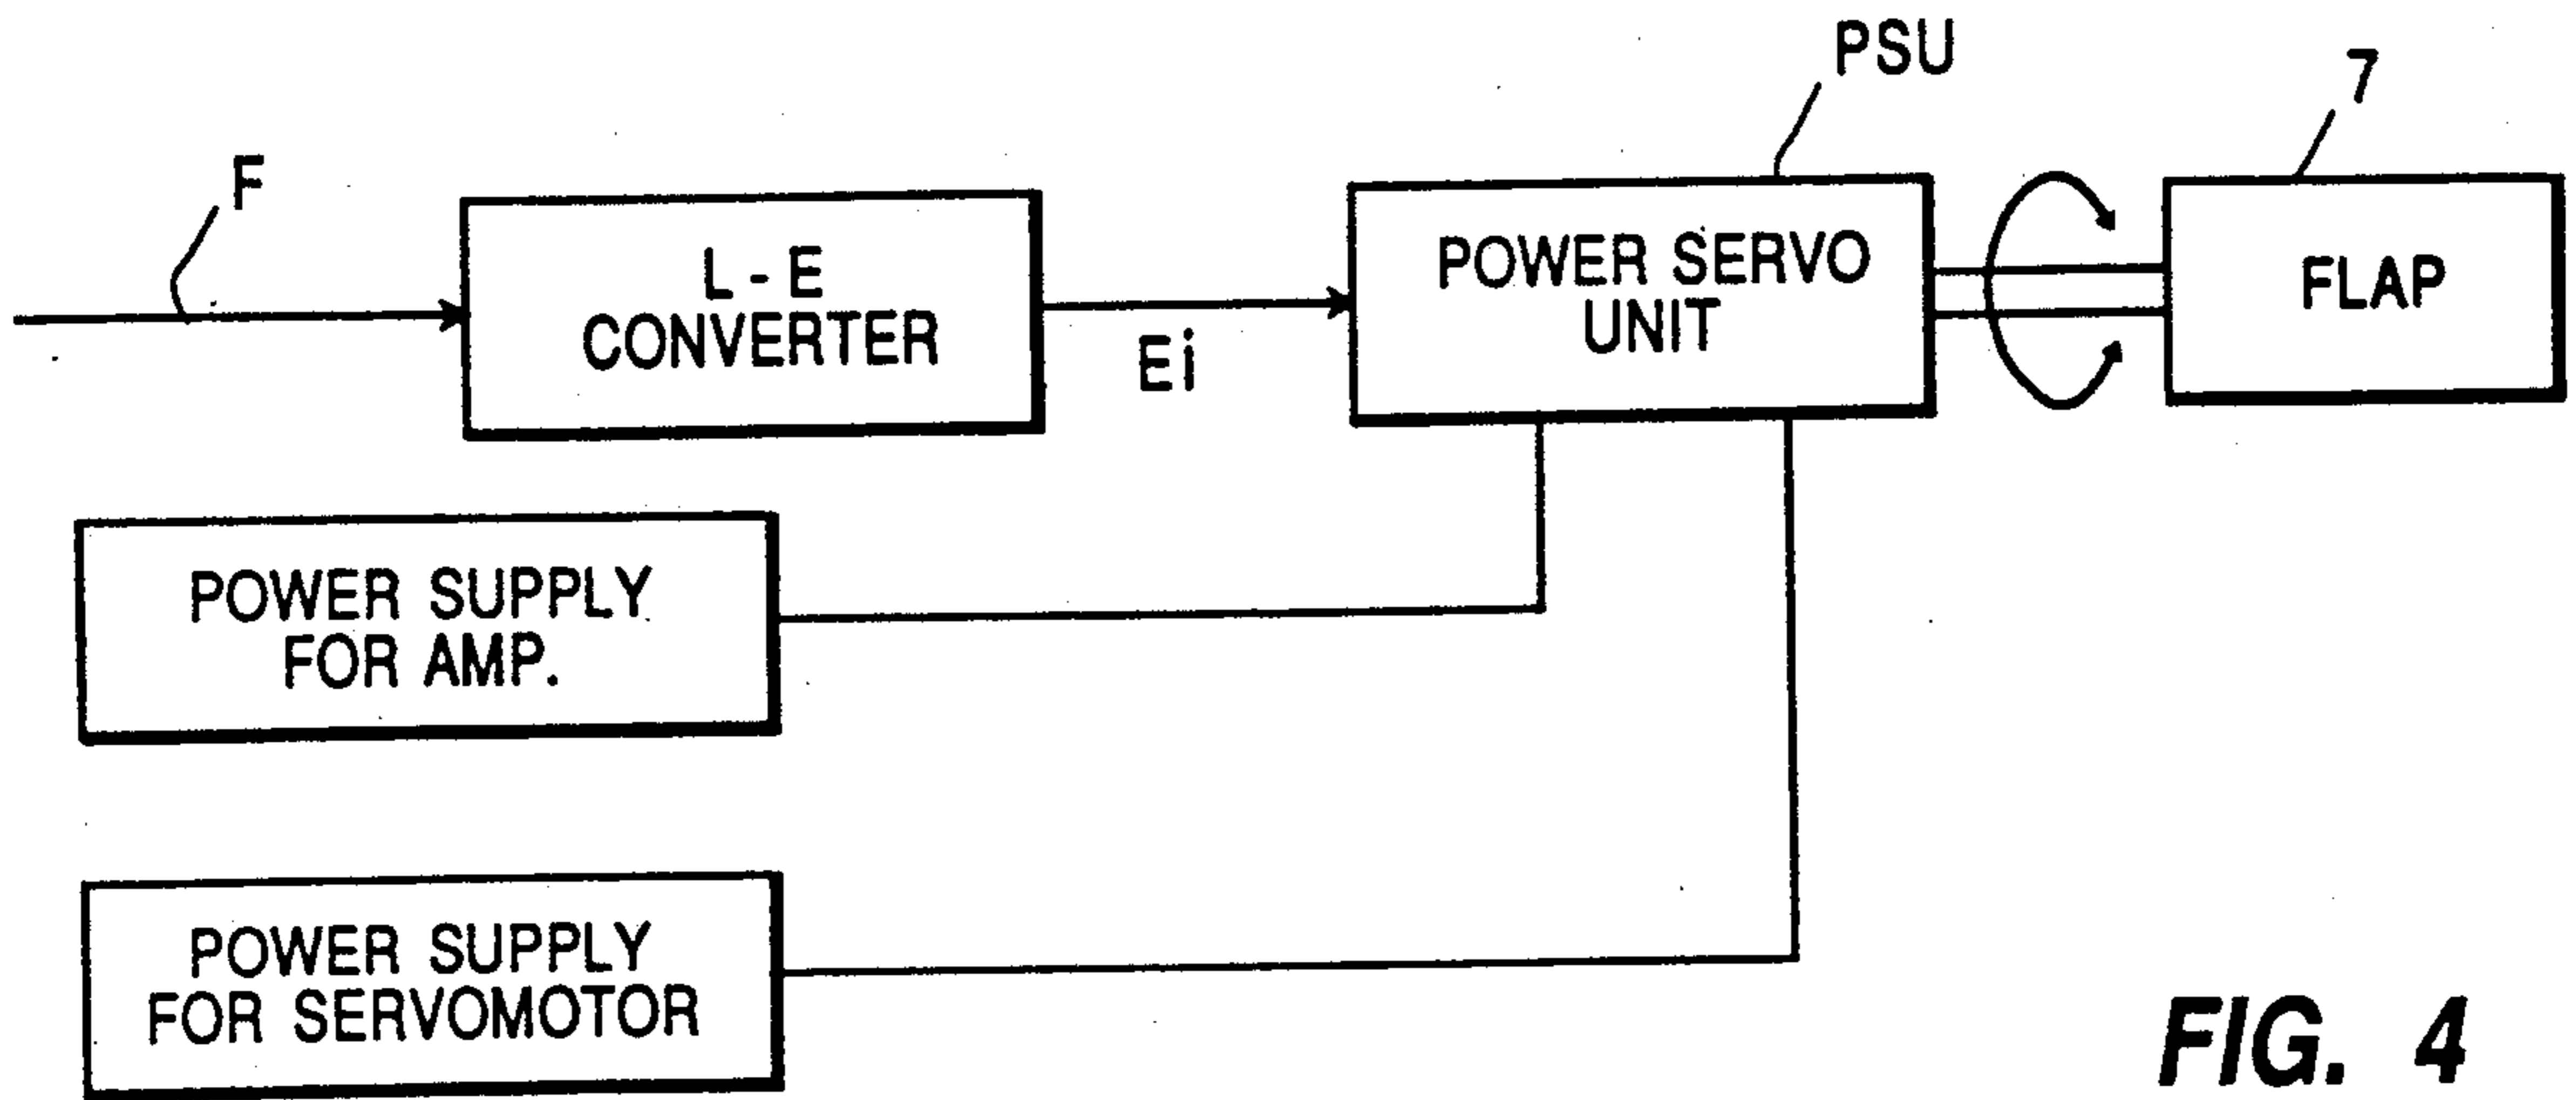 PSU
7
F
L - E
CONVERTER
Ei
POWER SERVO
UNIT
FLAP
POWER SUPPLY
FOR AMP.
POWER SUPPLY
FOR SERVOMOTOR
FIG. 4